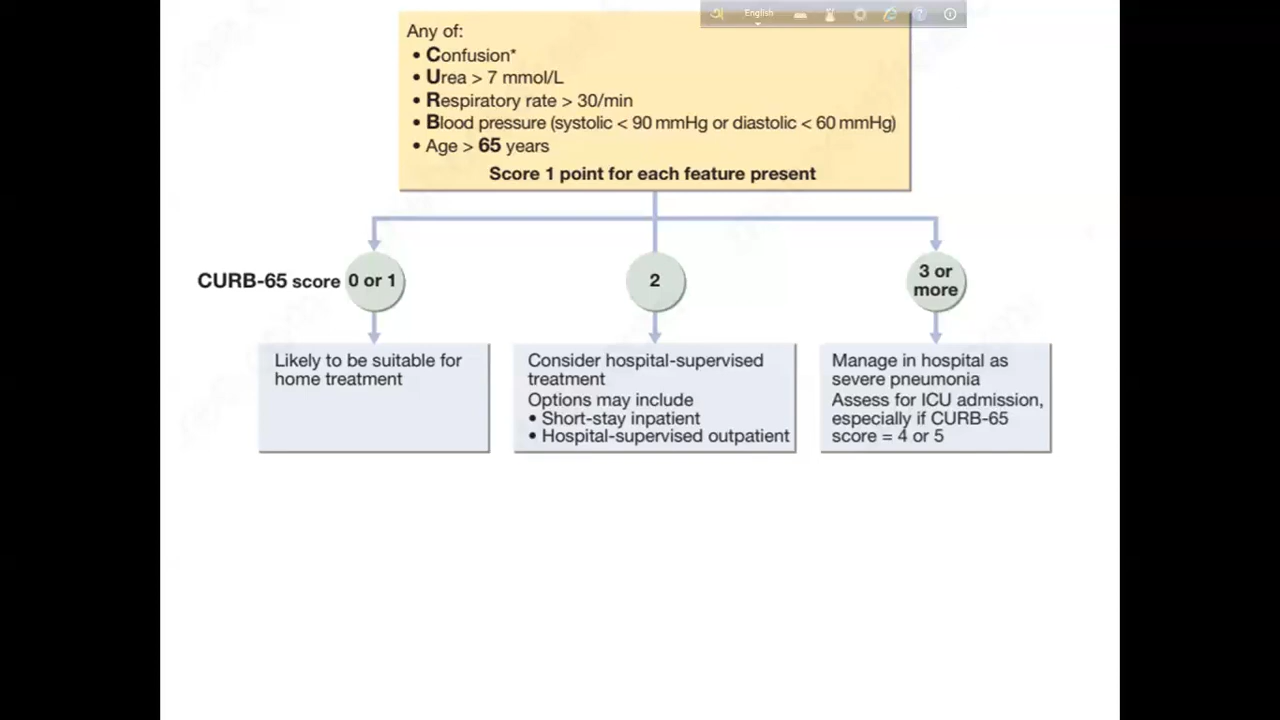 English
Any of:
• Confusion*
• Urea > 7 mmol/L
• Respiratory rate > 30/min
• Blood pressure (systolic < 90 mmHg or diastolic < 60 mmHg)
• Age > 65 years
Score 1 point for each feature present
CURB-65 score
0 or 1
2
3 or
more
Likely to be suitable for
home treatment
Consider hospital-supervised
treatment
Options may include
• Short-stay inpatient
• Hospital-supervised outpatient
Manage in hospital as
severe pneumonia
Assess for ICU admission,
especially if CURB-65
score = 4 or 5